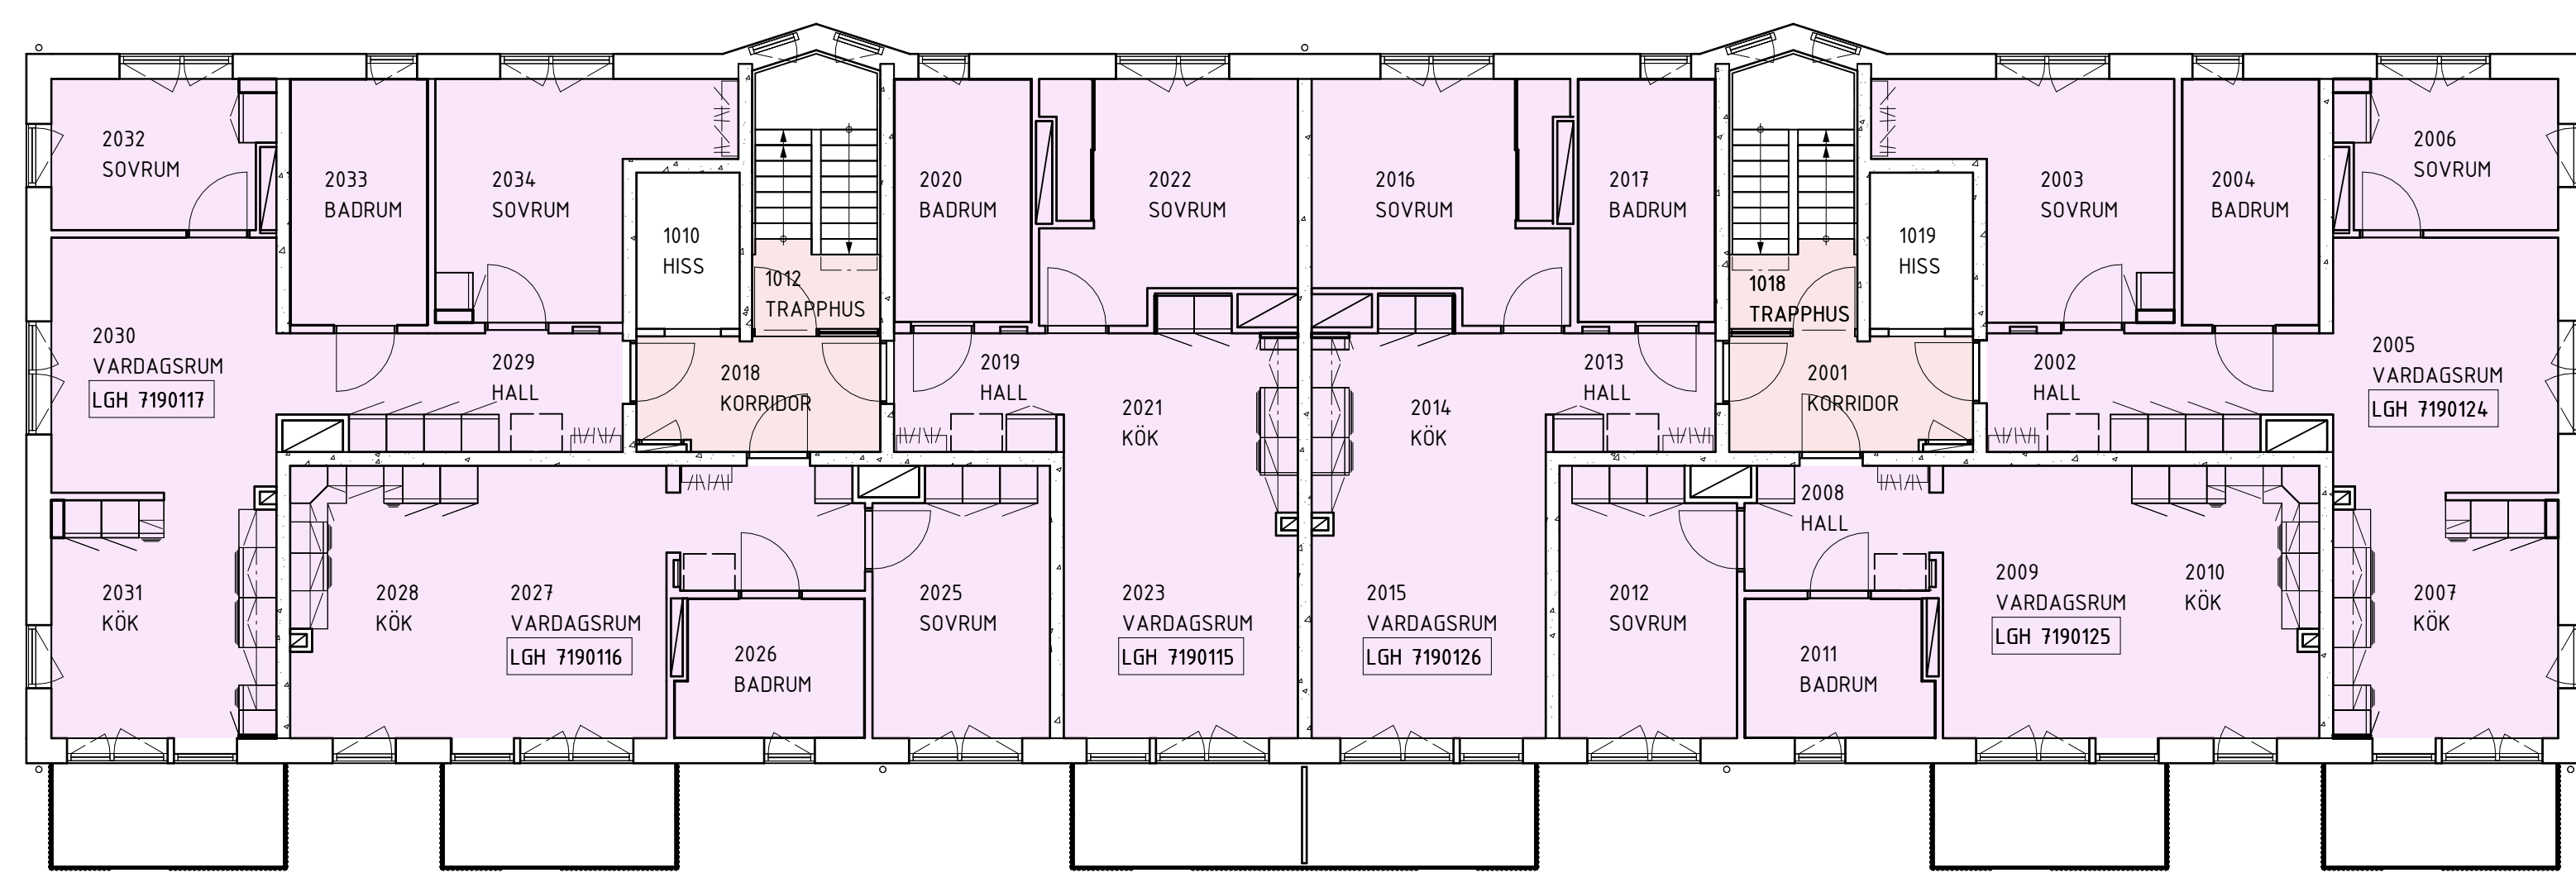 2032
SOVRUM
2033
BADRUM
2034
SOVRUM
1010
HISS
1012
TRAPPHUS
2020
BADRUM
2022
SOVRUM
2016
SOVRUM
2017
BADRUM
1018
TRAPPHUS
1019
HISS
2003
SOVRUM
2004
BADRUM
2006
SOVRUM
2030
VARDAGSRUM
LGH 7190117
2029
HALL
2018
KORRIDOR
2019
HALL
2021
KÖK
2014
KÖK
2013
HALL
2001
KORRIDOR
2002
HALL
2005
VARDAGSRUM
LGH 7190124
2031
KÖK
2028
KÖK
2027
VARDAGSRUM
LGH 7190116
2026
BADRUM
2025
SOVRUM
2023
VARDAGSRUM
LGH 7190115
2015
VARDAGSRUM
LGH 7190126
2012
SOVRUM
2008
HALL
2011
BADRUM
2009
VARDAGSRUM
LGH 7190125
2010
KÖK
2007
KÖK